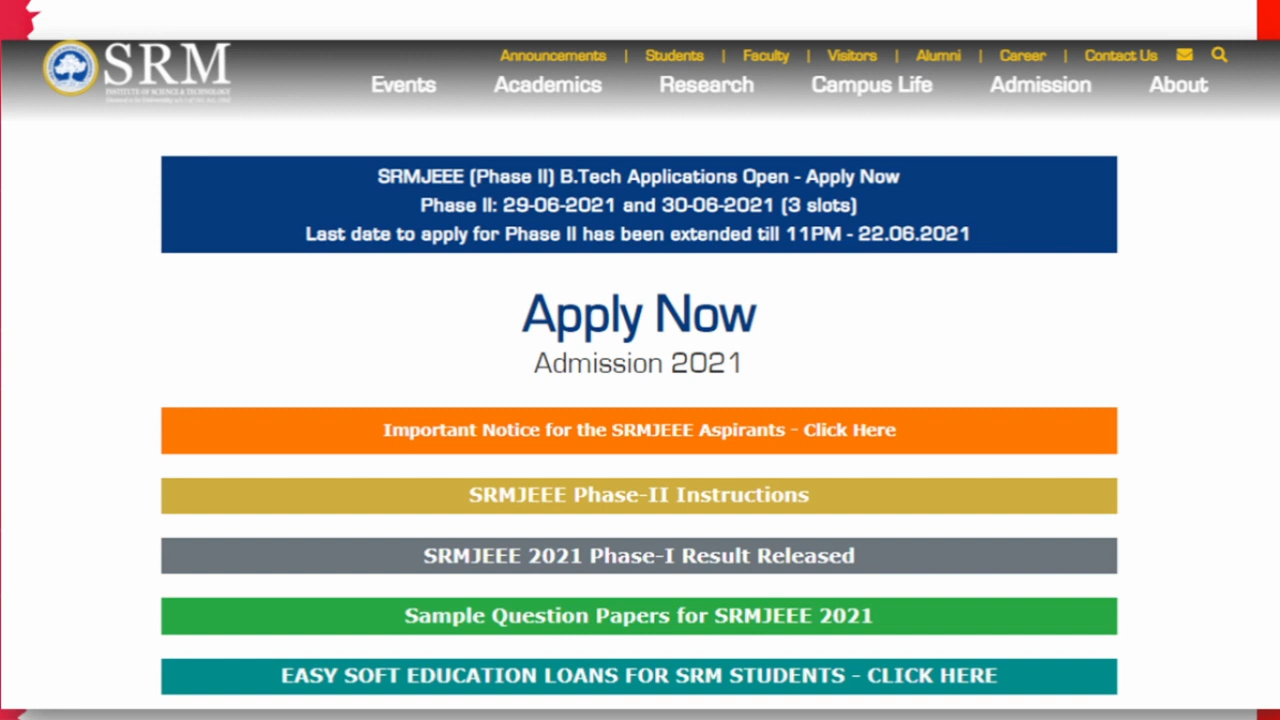 SRM
INSTITUTE OF SCIENCE & TECHNOLOGY
Announcements | Students | Faculty | Visitors | Alumni | Career | Contact Us
Events Academics Research Campus Life Admission About
SRMJEEE (Phase II) B.Tech Applications Open - Apply Now
Phase II: 29-06-2021 and 30-06-2021 (3 slots)
Last date to apply for Phase II has been extended till 11PM - 22.06.2021
Apply Now
Admission 2021
Important Notice for the SRMJEEE Aspirants - Click Here
SRMJEEE Phase-II Instructions
SRMJEEE 2021 Phase-I Result Released
Sample Question Papers for SRMJEEE 2021
EASY SOFT EDUCATION LOANS FOR SRM STUDENTS - CLICK HERE